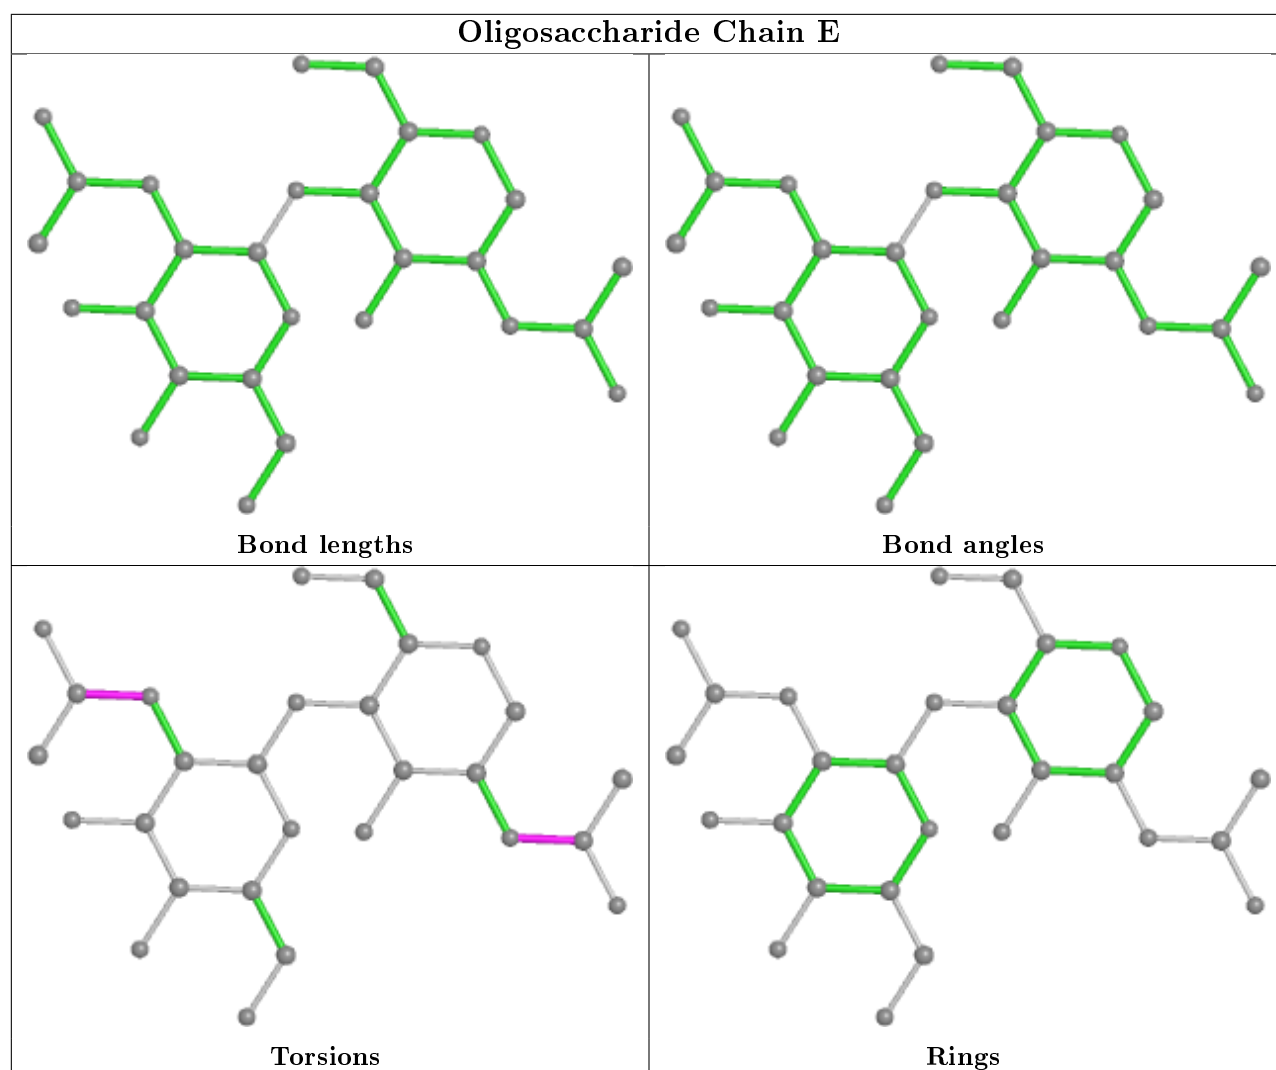 Oligosaccharide Chain E
Bond lengths
Bond angles
Torsions
Rings